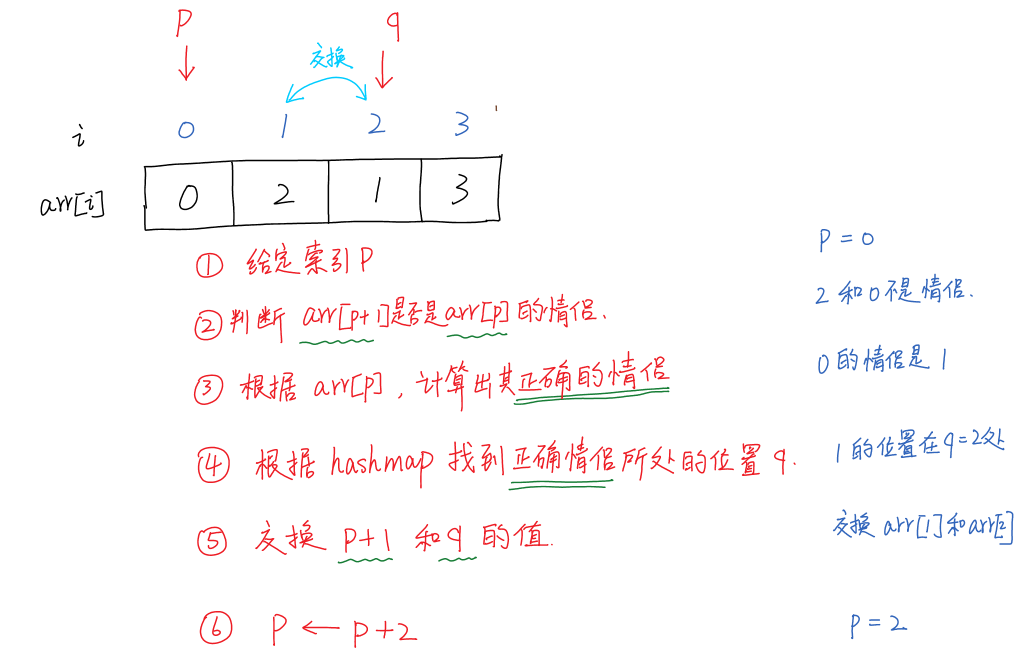 p q
交换
i 0 1 2 3
arr[i] 0 2 1 3
① 给定索引 p
p = 0
② 判断 arr[p+1]是否是arr[p]的情侣.
2 和 0 不是情侣.
③ 根据 arr[p]，计算出其正确的情侣
0 的情侣是 1
④ 根据 hashmap 找到正确情侣所处的位置 q.
1 的位置在 q=2处
⑤ 交换 p+1 和 q 的值.
交换 arr[1]和arr[2]
⑥ p ← p+2
p = 2